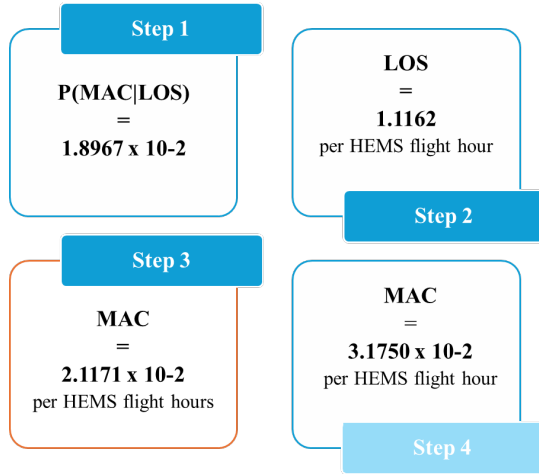 Step 1
P(MAC|LOS)
=
1.8967 x 10-2
LOS
=
1.1162
per HEMS flight hour
Step 2
Step 3
MAC
=
2.1171 x 10-2
per HEMS flight hours
MAC
=
3.1750 x 10-2
per HEMS flight hour
Step 4